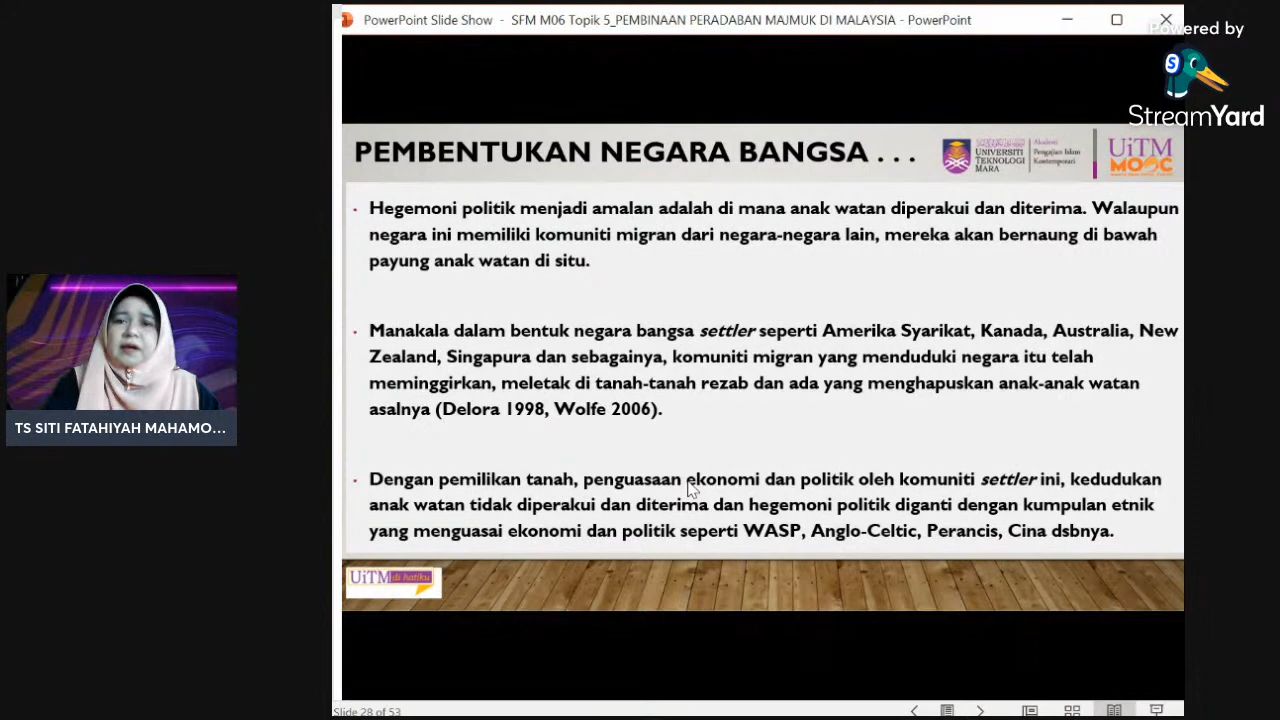 PowerPoint Slide Show - SFM M06 Topik 5_PEMBINAAN PERADABAN MAJMUK DI MALAYSIA - PowerPoint
Powered by
S
StreamYard
PEMBENTUKAN NEGARA BANGSA . . .
UNIVERSITI
TEKNOLOGI
MARA
Akademi
Pengajian Islam
Kontemporari
UiTM
MOOC
• Hegemoni politik menjadi amalan adalah di mana anak watan diperakui dan diterima. Walaupun
negara ini memiliki komuniti migran dari negara-negara lain, mereka akan bernaung di bawah
payung anak watan di situ.
• Manakala dalam bentuk negara bangsa settler seperti Amerika Syarikat, Kanada, Australia, New
Zealand, Singapura dan sebagainya, komuniti migran yang menduduki negara itu telah
meminggirkan, meletak di tanah-tanah rezab dan ada yang menghapuskan anak-anak watan
asalnya (Delora 1998, Wolfe 2006).
• Dengan pemilikan tanah, penguasaan ekonomi dan politik oleh komuniti settler ini, kedudukan
anak watan tidak diperakui dan diterima dan hegemoni politik diganti dengan kumpulan etnik
yang menguasai ekonomi dan politik seperti WASP, Anglo-Celtic, Perancis, Cina dsbnya.
TS SITI FATAHIYAH MAHAMO...
UiTM di hatiku
Slide 28 of 53